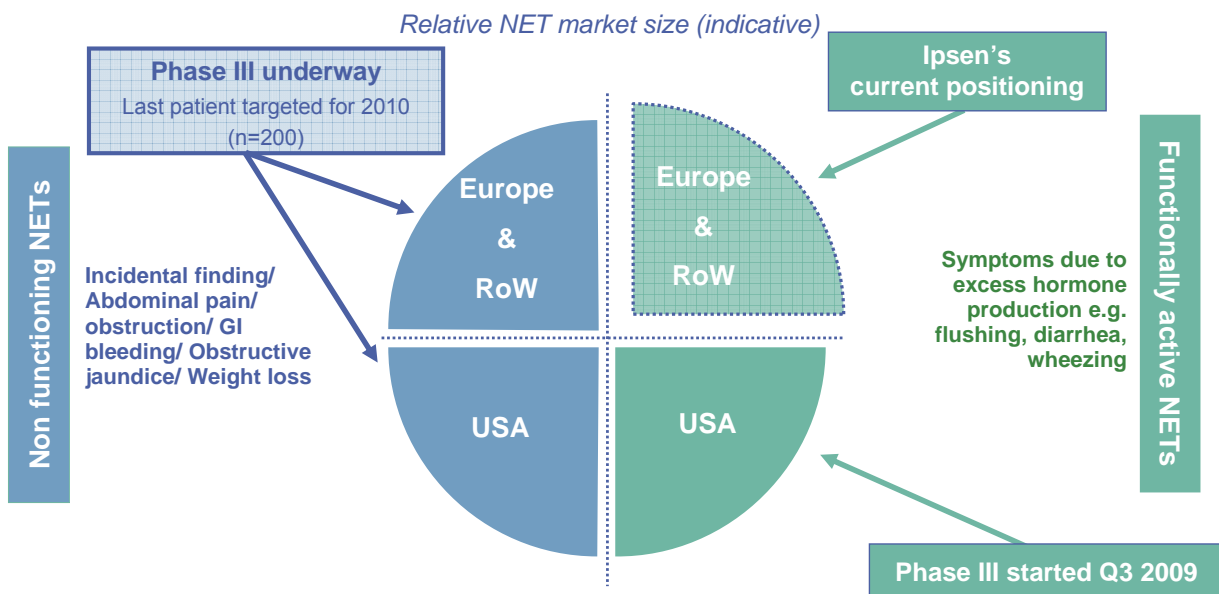 Relative NET market size (indicative)
Phase III underway
Last patient targeted for 2010
(n=200)
Ipsen's
current positioning
Non functioning NETs
Incidental finding/
Abdominal pain/
obstruction/ GI
bleeding/ Obstructive
jaundice/ Weight loss
Europe
&
RoW
Europe
&
RoW
Symptoms due to
excess hormone
production e.g.
flushing, diarrhea,
wheezing
Functionally active NETs
USA
USA
Phase III started Q3 2009